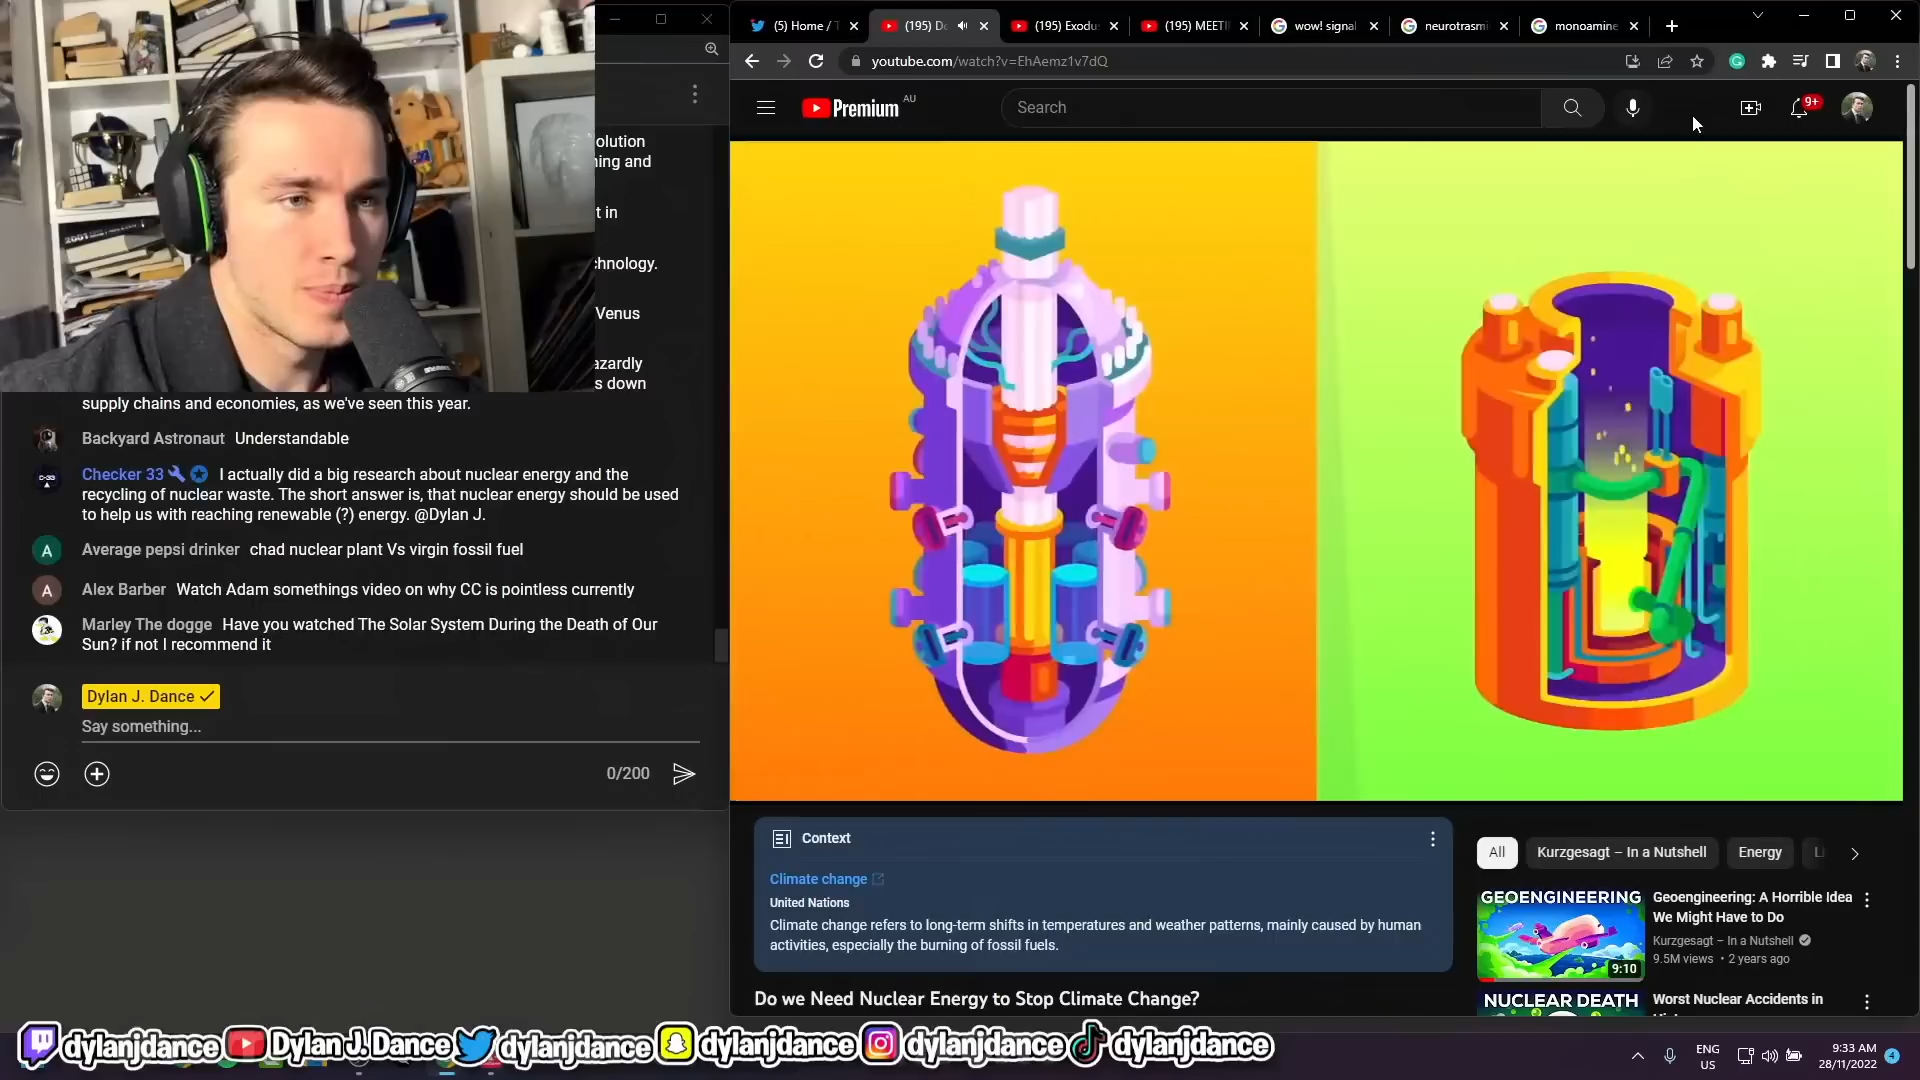 (5) Home / T
(195) Do
(195) Exodu
(195) MEETI
wow! signal
neurotrasmi
monoamine
youtube.com/watch?v=EhAemz1v7dQ
Premium AU
Search
9+
2001
olution
ning and
t in
chnology.
Venus
azardly
s down
supply chains and economies, as we've seen this year.
Backyard Astronaut Understandable
Checker 33 I actually did a big research about nuclear energy and the
recycling of nuclear waste. The short answer is, that nuclear energy should be used
to help us with reaching renewable (?) energy. @Dylan J.
A Average pepsi drinker chad nuclear plant Vs virgin fossil fuel
A Alex Barber Watch Adam somethings video on why CC is pointless currently
Marley The dogge Have you watched The Solar System During the Death of Our
Sun? if not I recommend it
Dylan J. Dance
Say something...
0/200
Context
Climate change
United Nations
Climate change refers to long-term shifts in temperatures and weather patterns, mainly caused by human
activities, especially the burning of fossil fuels.
Do we Need Nuclear Energy to Stop Climate Change?
All
Kurzgesagt – In a Nutshell
Energy
GEOENGINEERING
9:10
Geoengineering: A Horrible Idea
We Might Have to Do
Kurzgesagt – In a Nutshell
9.5M views • 2 years ago
NUCLEAR DEATH
Worst Nuclear Accidents in
dylanjdance
Dylan J. Dance
dylanjdance
dylanjdance
dylanjdance
dylanjdance
ENG
US
9:33 AM
28/11/2022
4